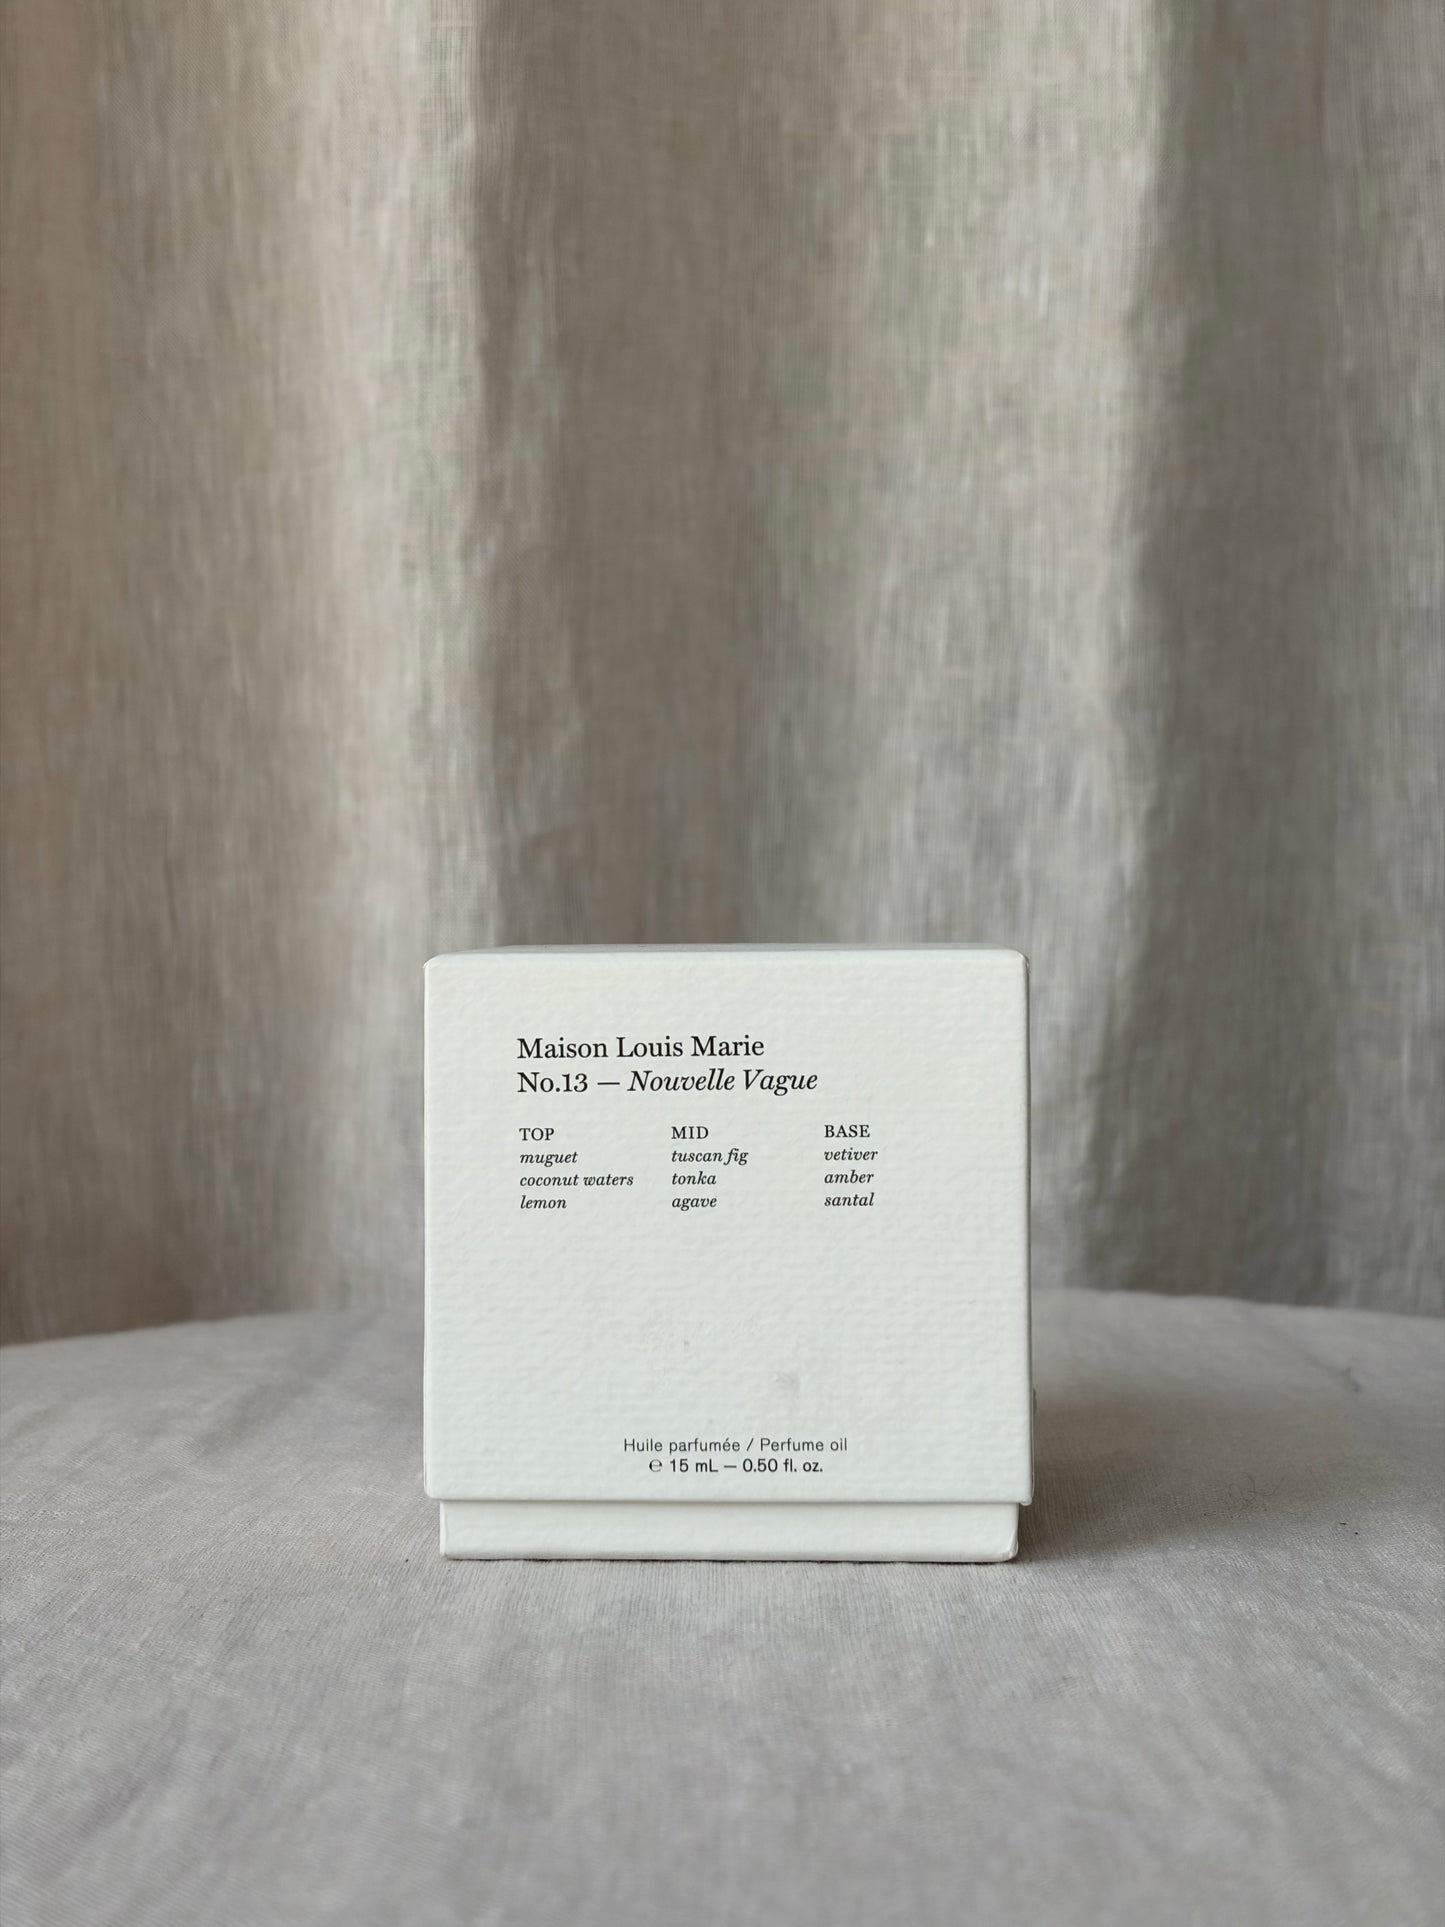 Maison Louis Marie
No.13 — Nouvelle Vague
TOP
muguet
coconut waters
lemon
MID
tuscan fig
tonka
agave
BASE
vetiver
amber
santal
Huile parfumée / Perfume oil
℮ 15 mL — 0.50 fl. oz.